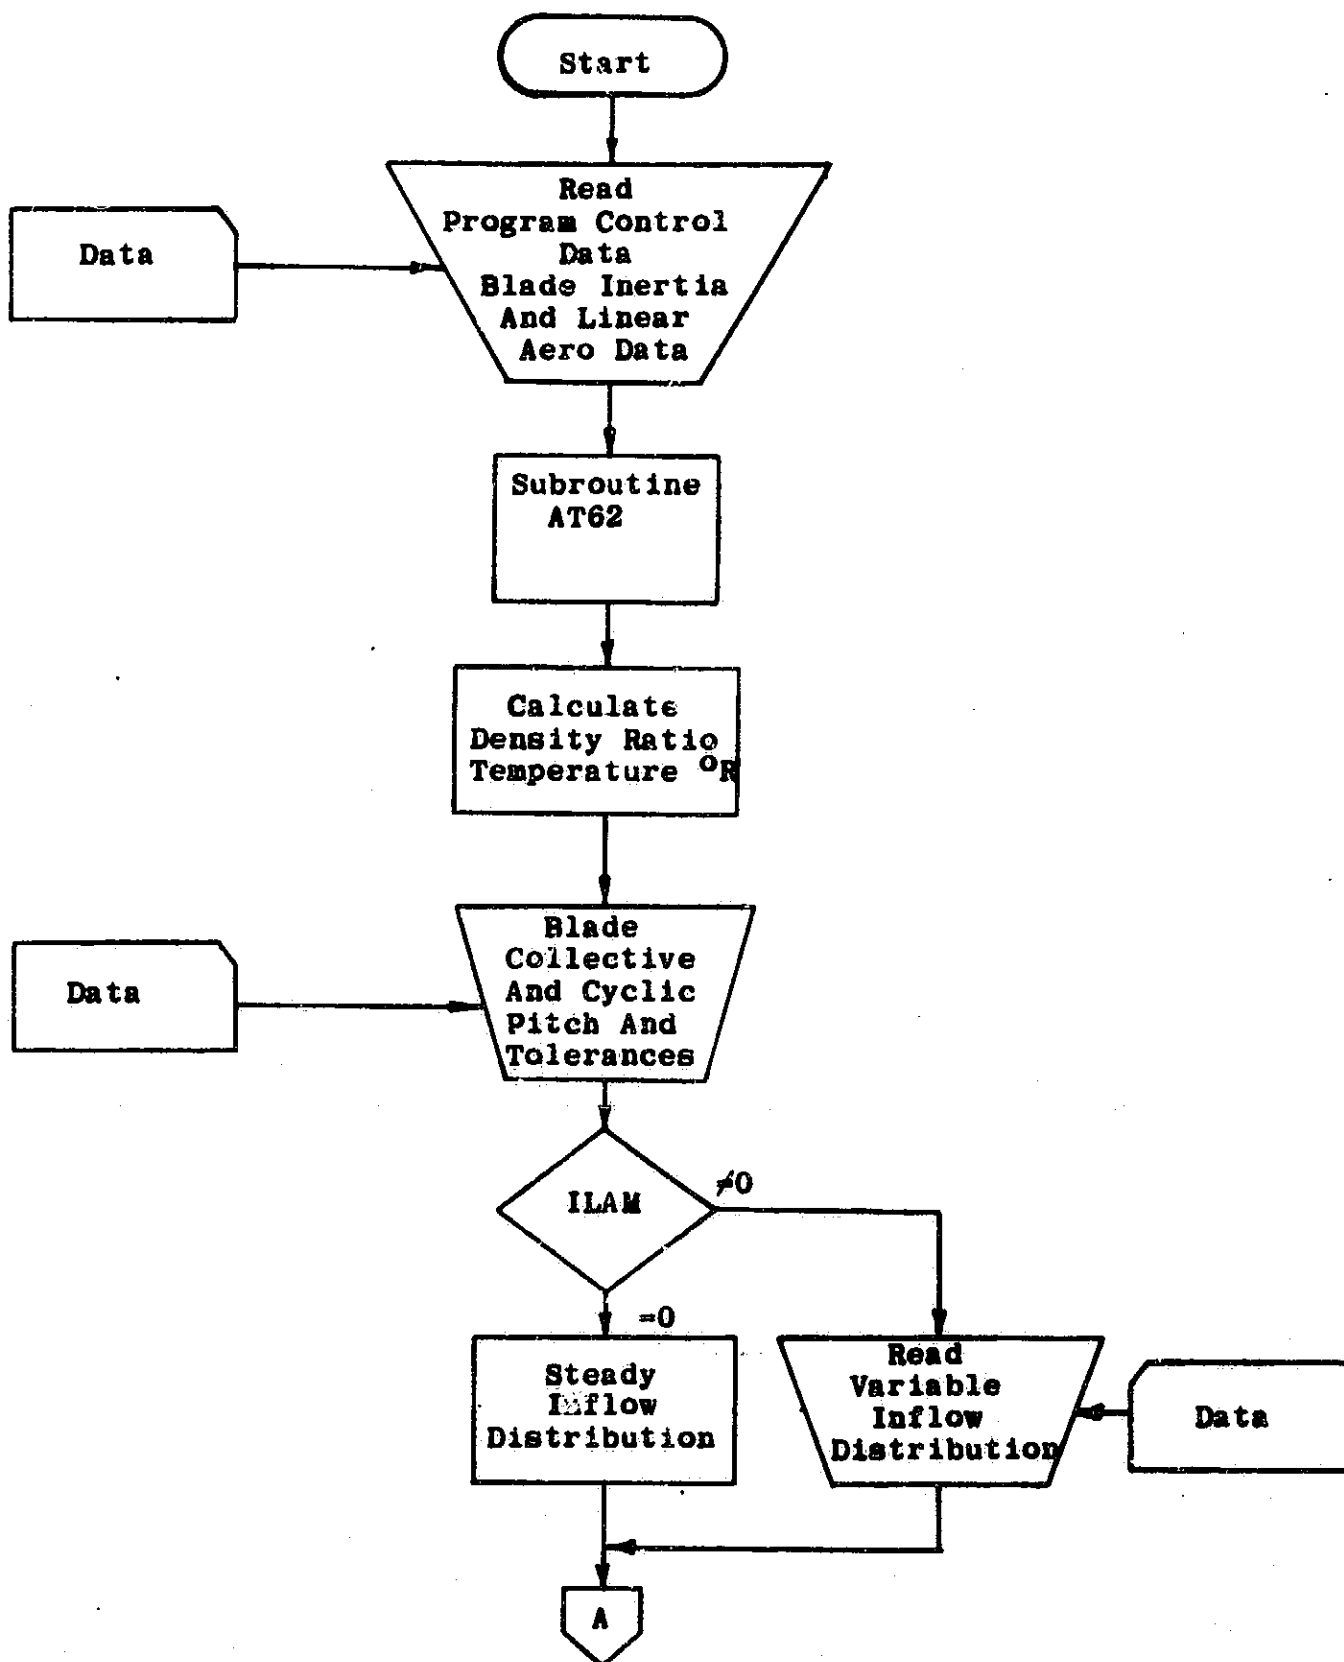 Start
Read
Program Control
Data
Blade Inertia
And Linear
Aero Data
Data
Subroutine
AT62
Calculate
Density Ratio
Temperature °R
Blade
Collective
And Cyclic
Pitch And
Tolerances
Data
ILAM
≠0
=0
Steady
Inflow
Distribution
Read
Variable
Inflow
Distribution
Data
A